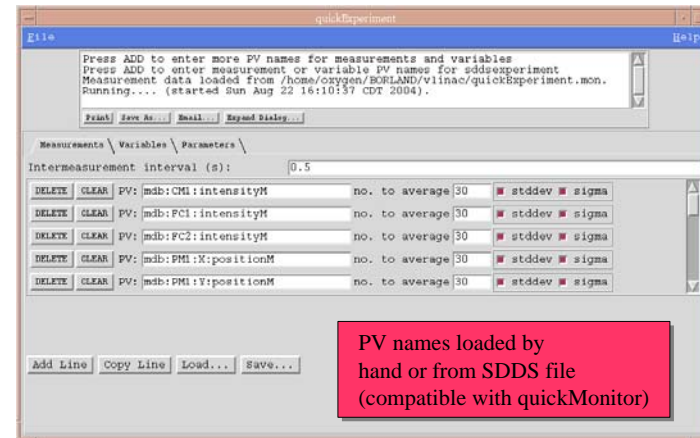 quickExperiment
File Help
Press ADD to enter more PV names for measurements and variables
Press ADD to enter measurement or variable PV names for sddsexperiment
Measurement data loaded from /home/oxygen/BORLAND/vlinac/quickExperiment.mon.
Running.... (started Sun Aug 22 16:10:37 CDT 2004).
Print Save As... Email... Expand Dialog...
Measurements \ Variables \ Parameters \
Intermeasurement interval (s): 0.5
DELETE CLEAR PV: mdb:CM1:intensityM no. to average 30 stddev sigma
DELETE CLEAR PV: mdb:FC1:intensityM no. to average 30 stddev sigma
DELETE CLEAR PV: mdb:FC2:intensityM no. to average 30 stddev sigma
DELETE CLEAR PV: mdb:PM1:X:positionM no. to average 30 stddev sigma
DELETE CLEAR PV: mdb:PM1:Y:positionM no. to average 30 stddev sigma
Add Line Copy Line Load... Save...
PV names loaded by
hand or from SDDS file
(compatible with quickMonitor)